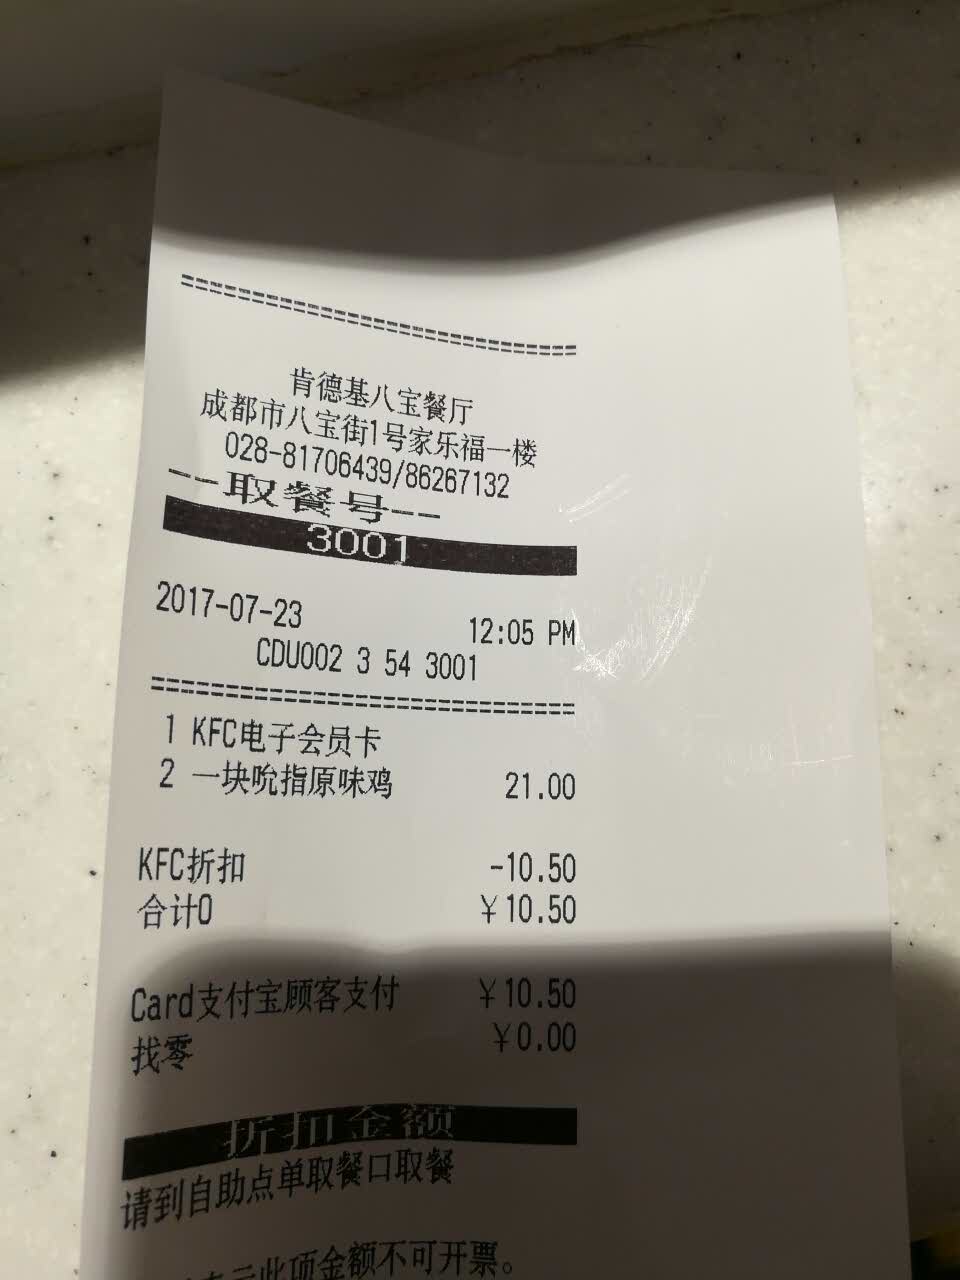 ==============================
肯德基八宝餐厅
成都市八宝街1号家乐福一楼
028-81706439/86267132
--取餐号--
3001
2017-07-23 12:05 PM
CDU002 3 54 3001
==============================
1 KFC电子会员卡
2 一块吮指原味鸡 21.00
KFC折扣 -10.50
合计0 ￥10.50
Card支付宝顾客支付 ￥10.50
找零 ￥0.00
折扣金额
请到自助点单取餐口取餐
此项金额不可开票。